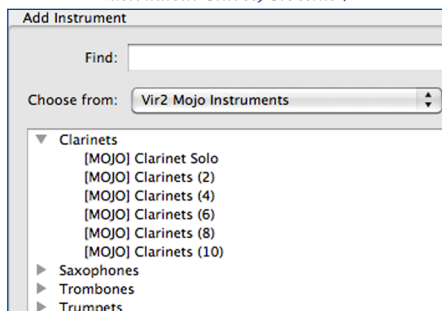 Add Instrument
Find:
Choose from: Vir2 Mojo Instruments
Clarinets
[MOJO] Clarinet Solo
[MOJO] Clarinets (2)
[MOJO] Clarinets (4)
[MOJO] Clarinets (6)
[MOJO] Clarinets (8)
[MOJO] Clarinets (10)
Saxophones
Trombones
Trumpets